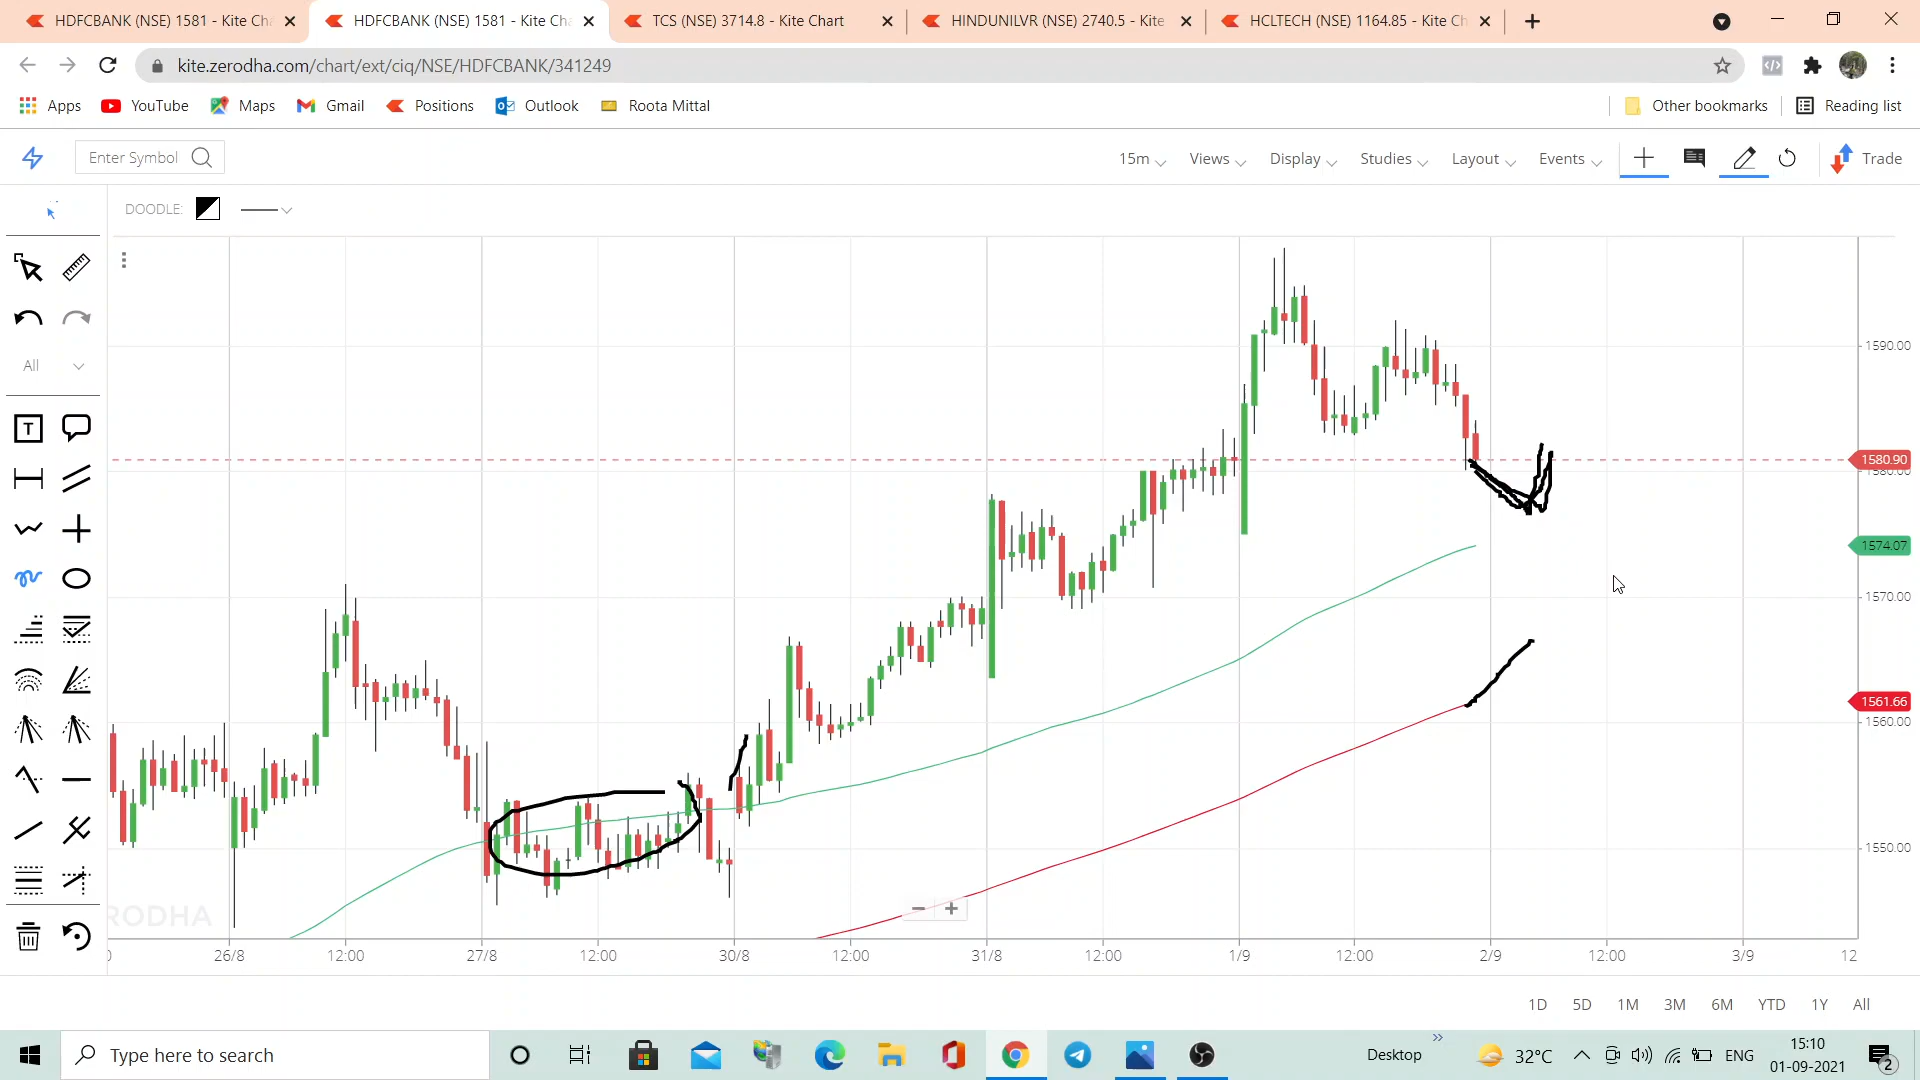 HDFCBANK (NSE) 1581 - Kite Cha
HDFCBANK (NSE) 1581 - Kite Cha
TCS (NSE) 3714.8 - Kite Chart
HINDUNILVR (NSE) 2740.5 - Kite
HCLTECH (NSE) 1164.85 - Kite Ch
kite.zerodha.com/chart/ext/ciq/NSE/HDFCBANK/341249
Apps YouTube Maps Gmail Positions Outlook Roota Mittal Other bookmarks Reading list
Enter Symbol 15m Views Display Studies Layout Events Trade
DOODLE:
All
T
1590.00
1580.90
1580.00
1574.07
1570.00
1561.66
1560.00
1550.00
RODHA
26/8 12:00 27/8 12:00 30/8 12:00 31/8 12:00 1/9 12:00 2/9 12:00 3/9 12
1D 5D 1M 3M 6M YTD 1Y All
Type here to search
Desktop
32°C
ENG
15:10
01-09-2021
2